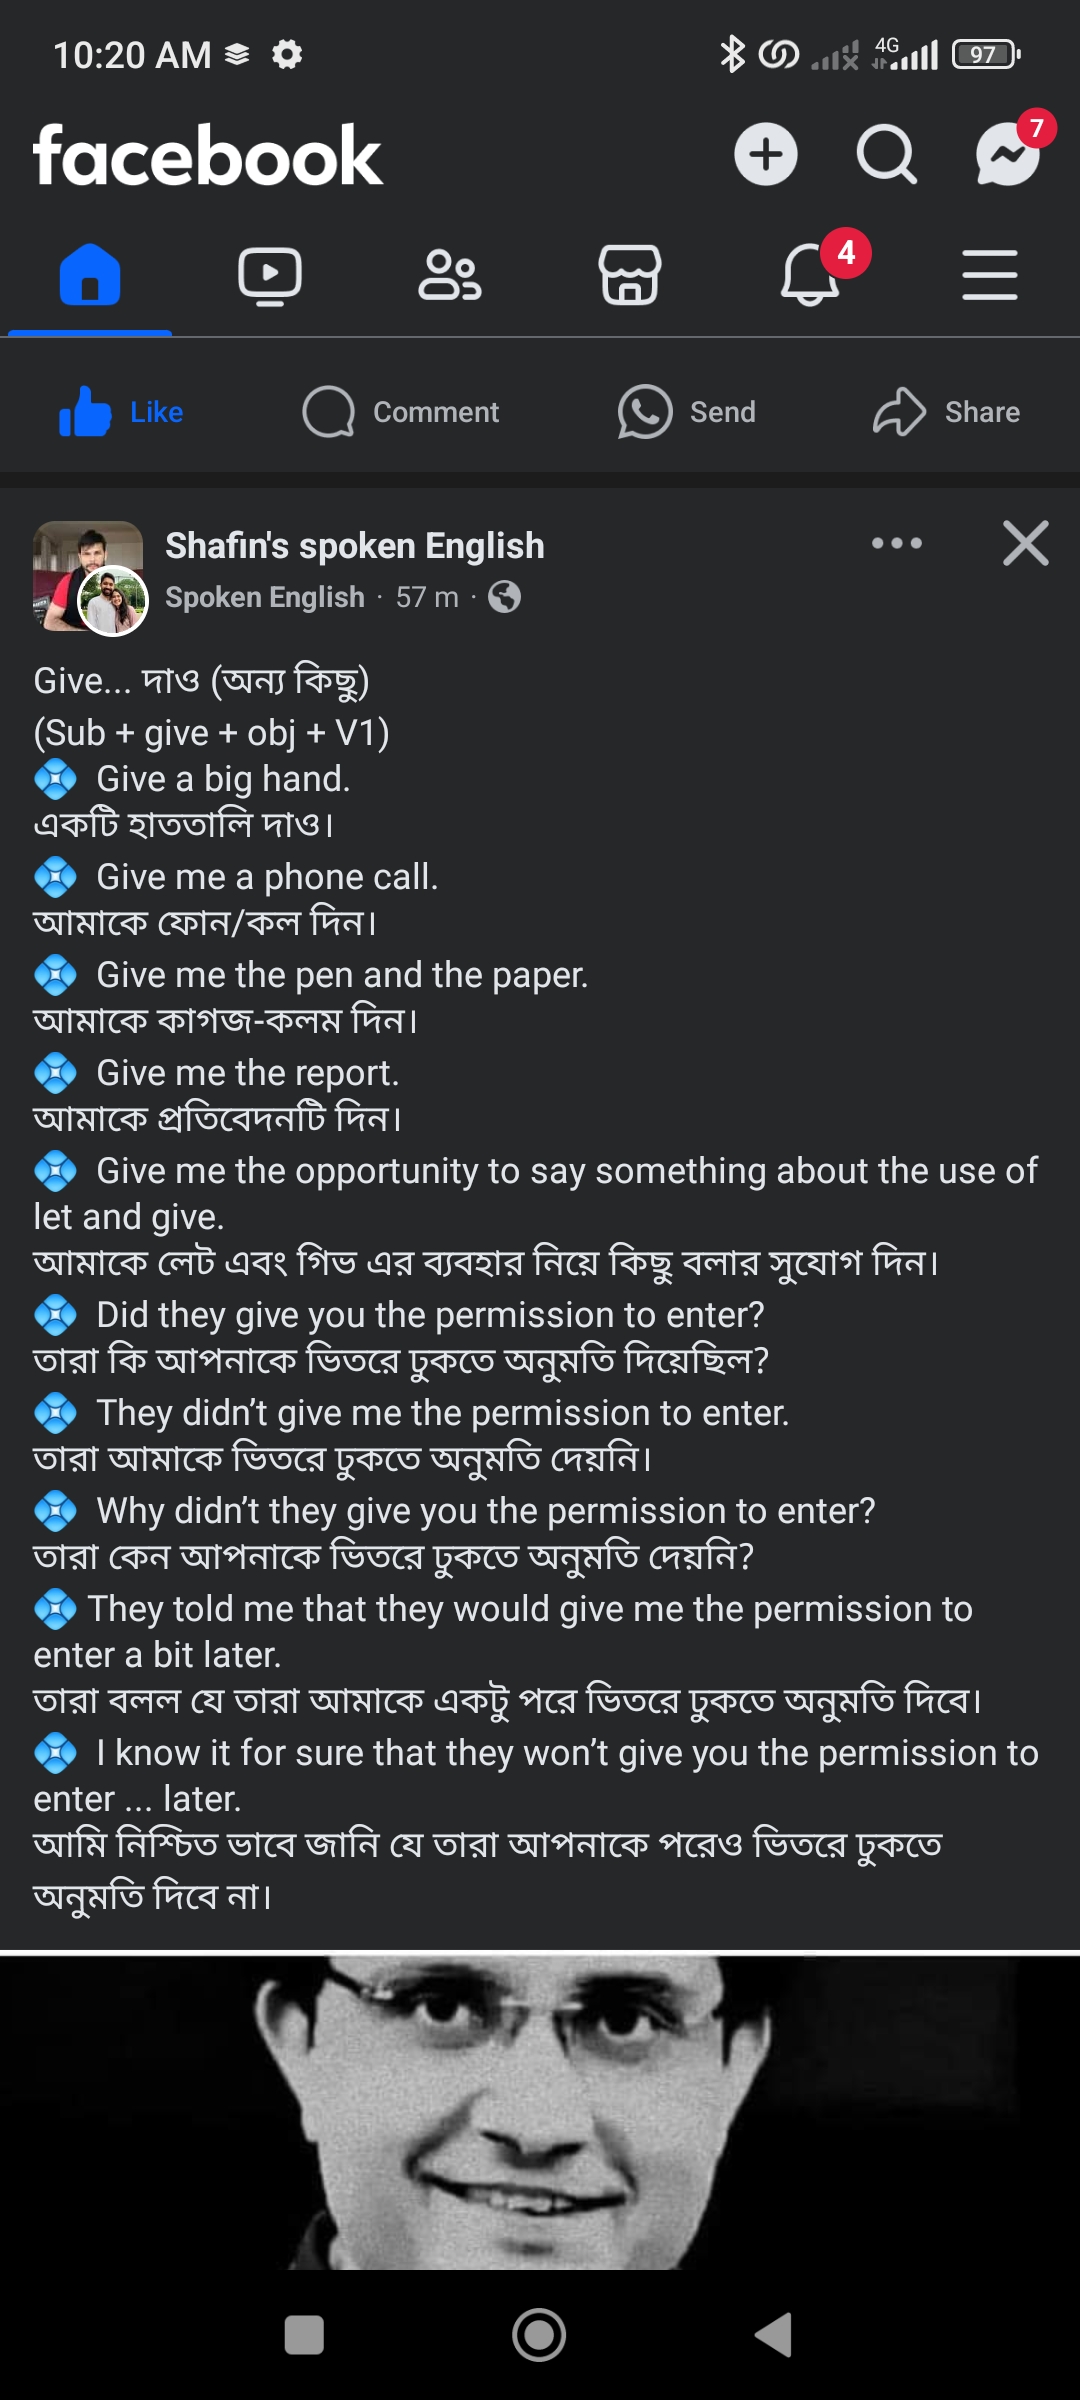 10:20 AM
4G
97
facebook
7
4
Like
Comment
Send
Share
Shafin's spoken English
Spoken English · 57 m ·
Give... দাও (অন্য কিছু)
(Sub + give + obj + V1)
💠 Give a big hand.
একটি হাততালি দাও।
💠 Give me a phone call.
আমাকে ফোন/কল দিন।
💠 Give me the pen and the paper.
আমাকে কাগজ-কলম দিন।
💠 Give me the report.
আমাকে প্রতিবেদনটি দিন।
💠 Give me the opportunity to say something about the use of
let and give.
আমাকে লেট এবং গিভ এর ব্যবহার নিয়ে কিছু বলার সুযোগ দিন।
💠 Did they give you the permission to enter?
তারা কি আপনাকে ভিতরে ঢুকতে অনুমতি দিয়েছিল?
💠 They didn’t give me the permission to enter.
তারা আমাকে ভিতরে ঢুকতে অনুমতি দেয়নি।
💠 Why didn’t they give you the permission to enter?
তারা কেন আপনাকে ভিতরে ঢুকতে অনুমতি দেয়নি?
💠 They told me that they would give me the permission to
enter a bit later.
তারা বলল যে তারা আমাকে একটু পরে ভিতরে ঢুকতে অনুমতি দিবে।
💠 I know it for sure that they won’t give you the permission to
enter ... later.
আমি নিশ্চিত ভাবে জানি যে তারা আপনাকে পরেও ভিতরে ঢুকতে
অনুমতি দিবে না।